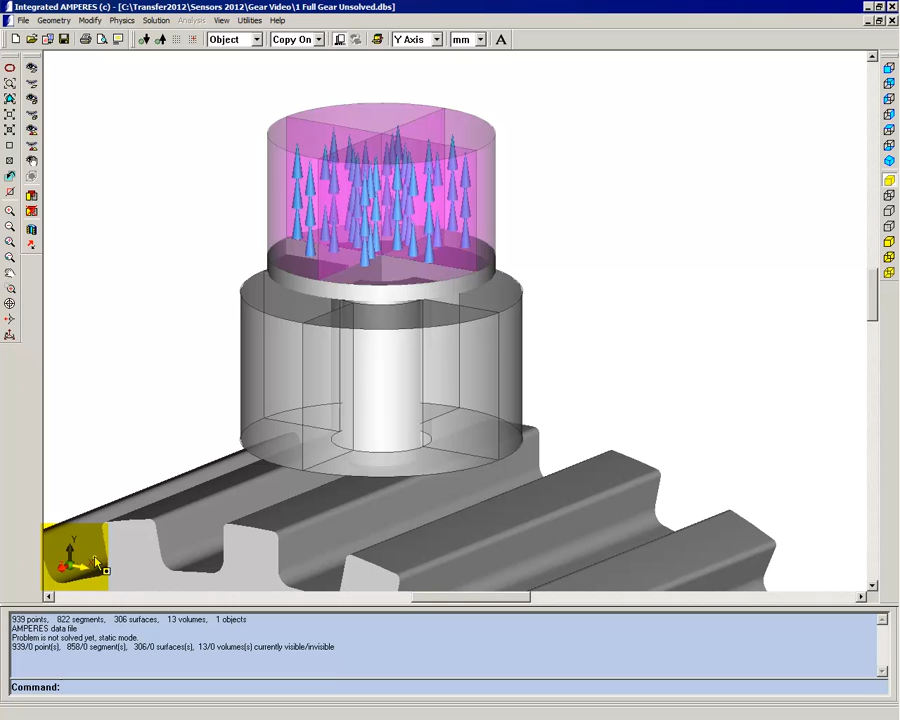 Integrated AMPERES (c) - [C:\Transfer2012\Sensors 2012\Gear Video\1 Full Gear Unsolved.dbs]
File Geometry Modify Physics Solution Analysis View Utilities Help
Object Copy On Y Axis mm A
Y
939 points, 822 segments, 306 surfaces, 13 volumes, 1 objects
AMPERES data file
Problem is not solved yet, static mode.
939/0 point(s), 858/0 segment(s), 306/0 surfaces(s), 13/0 volumes(s) currently visible/invisible
Command: